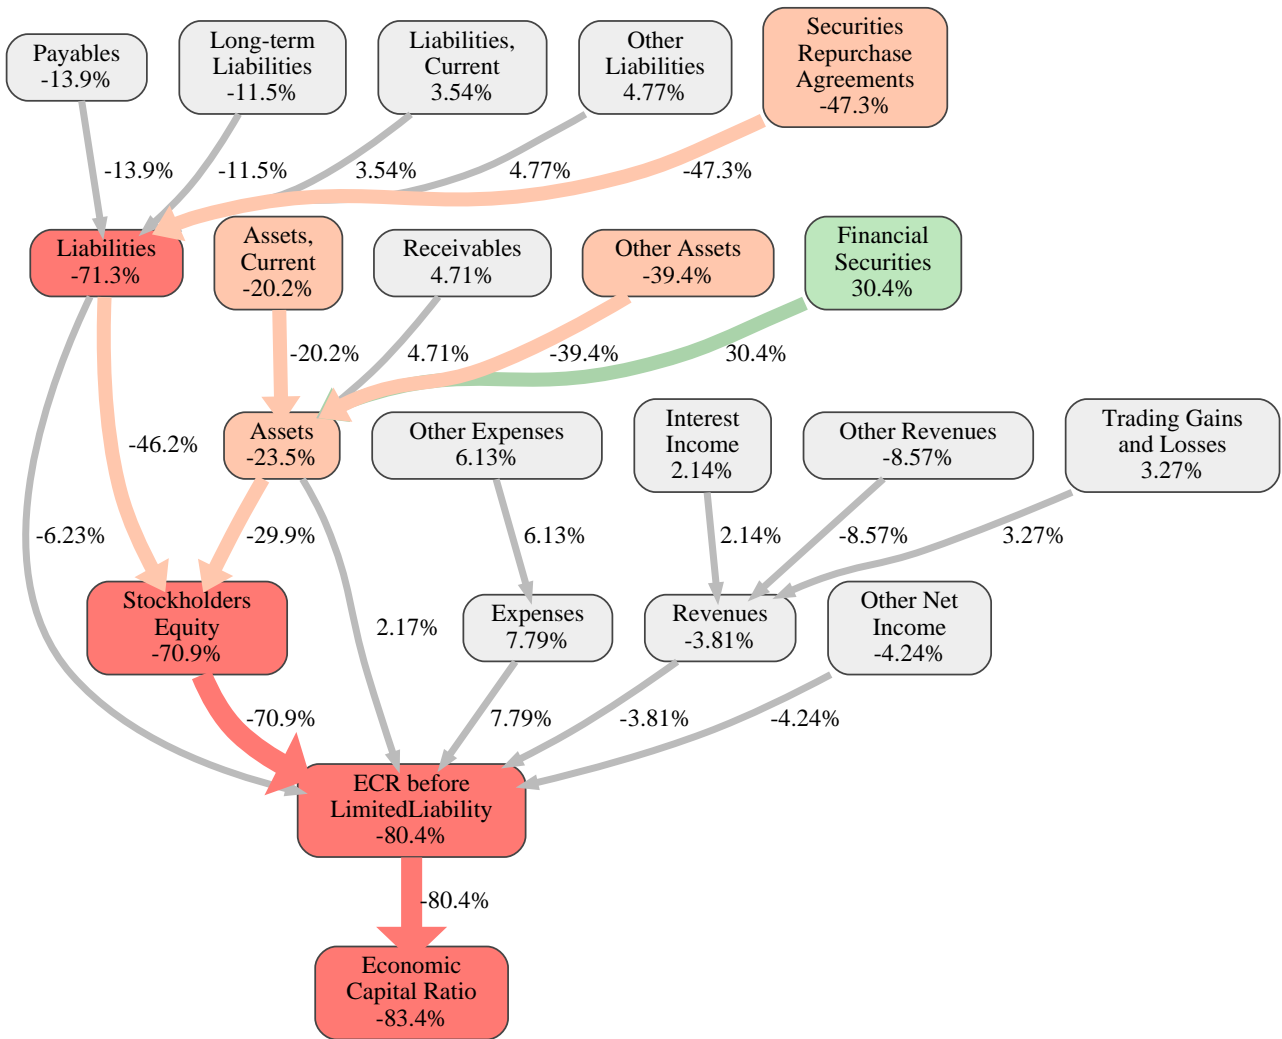 Payables
-13.9%
Long-term
Liabilities
-11.5%
Liabilities,
Current
3.54%
Other
Liabilities
4.77%
Securities
Repurchase
Agreements
-47.3%
-13.9%
-11.5%
3.54%
4.77%
-47.3%
Liabilities
-71.3%
Assets,
Current
-20.2%
Receivables
4.71%
Other Assets
-39.4%
Financial
Securities
30.4%
-20.2%
4.71%
-39.4%
30.4%
-46.2%
Assets
-23.5%
Other Expenses
6.13%
Interest
Income
2.14%
Other Revenues
-8.57%
Trading Gains
and Losses
3.27%
-6.23%
-29.9%
6.13%
2.14%
-8.57%
3.27%
Stockholders
Equity
-70.9%
2.17%
Expenses
7.79%
Revenues
-3.81%
Other Net
Income
-4.24%
-70.9%
7.79%
-3.81%
-4.24%
ECR before
LimitedLiability
-80.4%
-80.4%
Economic
Capital Ratio
-83.4%